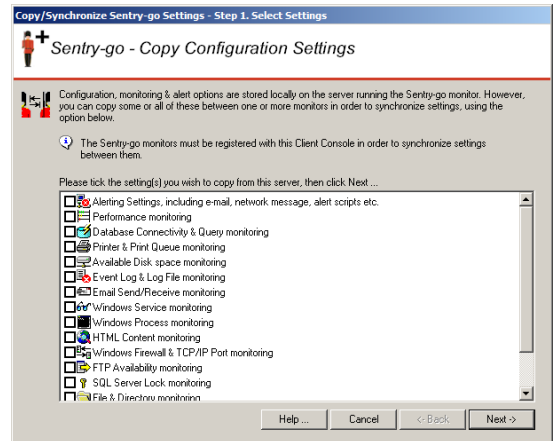 Copy/Synchronize Sentry-go Settings - Step 1. Select Settings
Sentry-go - Copy Configuration Settings
Configuration, monitoring & alert options are stored locally on the server running the Sentry-go monitor. However,
you can copy some or all of these between one or more monitors in order to synchronize settings, using the
option below.
The Sentry-go monitors must be registered with this Client Console in order to synchronize settings
between them.
Please tick the setting(s) you wish to copy from this server, then click Next ...
Alerting Settings, including e-mail, network message, alert scripts etc.
Performance monitoring
Database Connectivity & Query monitoring
Printer & Print Queue monitoring
Available Disk space monitoring
Event Log & Log File monitoring
Email Send/Receive monitoring
Windows Service monitoring
Windows Process monitoring
HTML Content monitoring
Windows Firewall & TCP/IP Port monitoring
FTP Availability monitoring
SQL Server Lock monitoring
File & Directory monitoring
Help ... Cancel <- Back Next ->